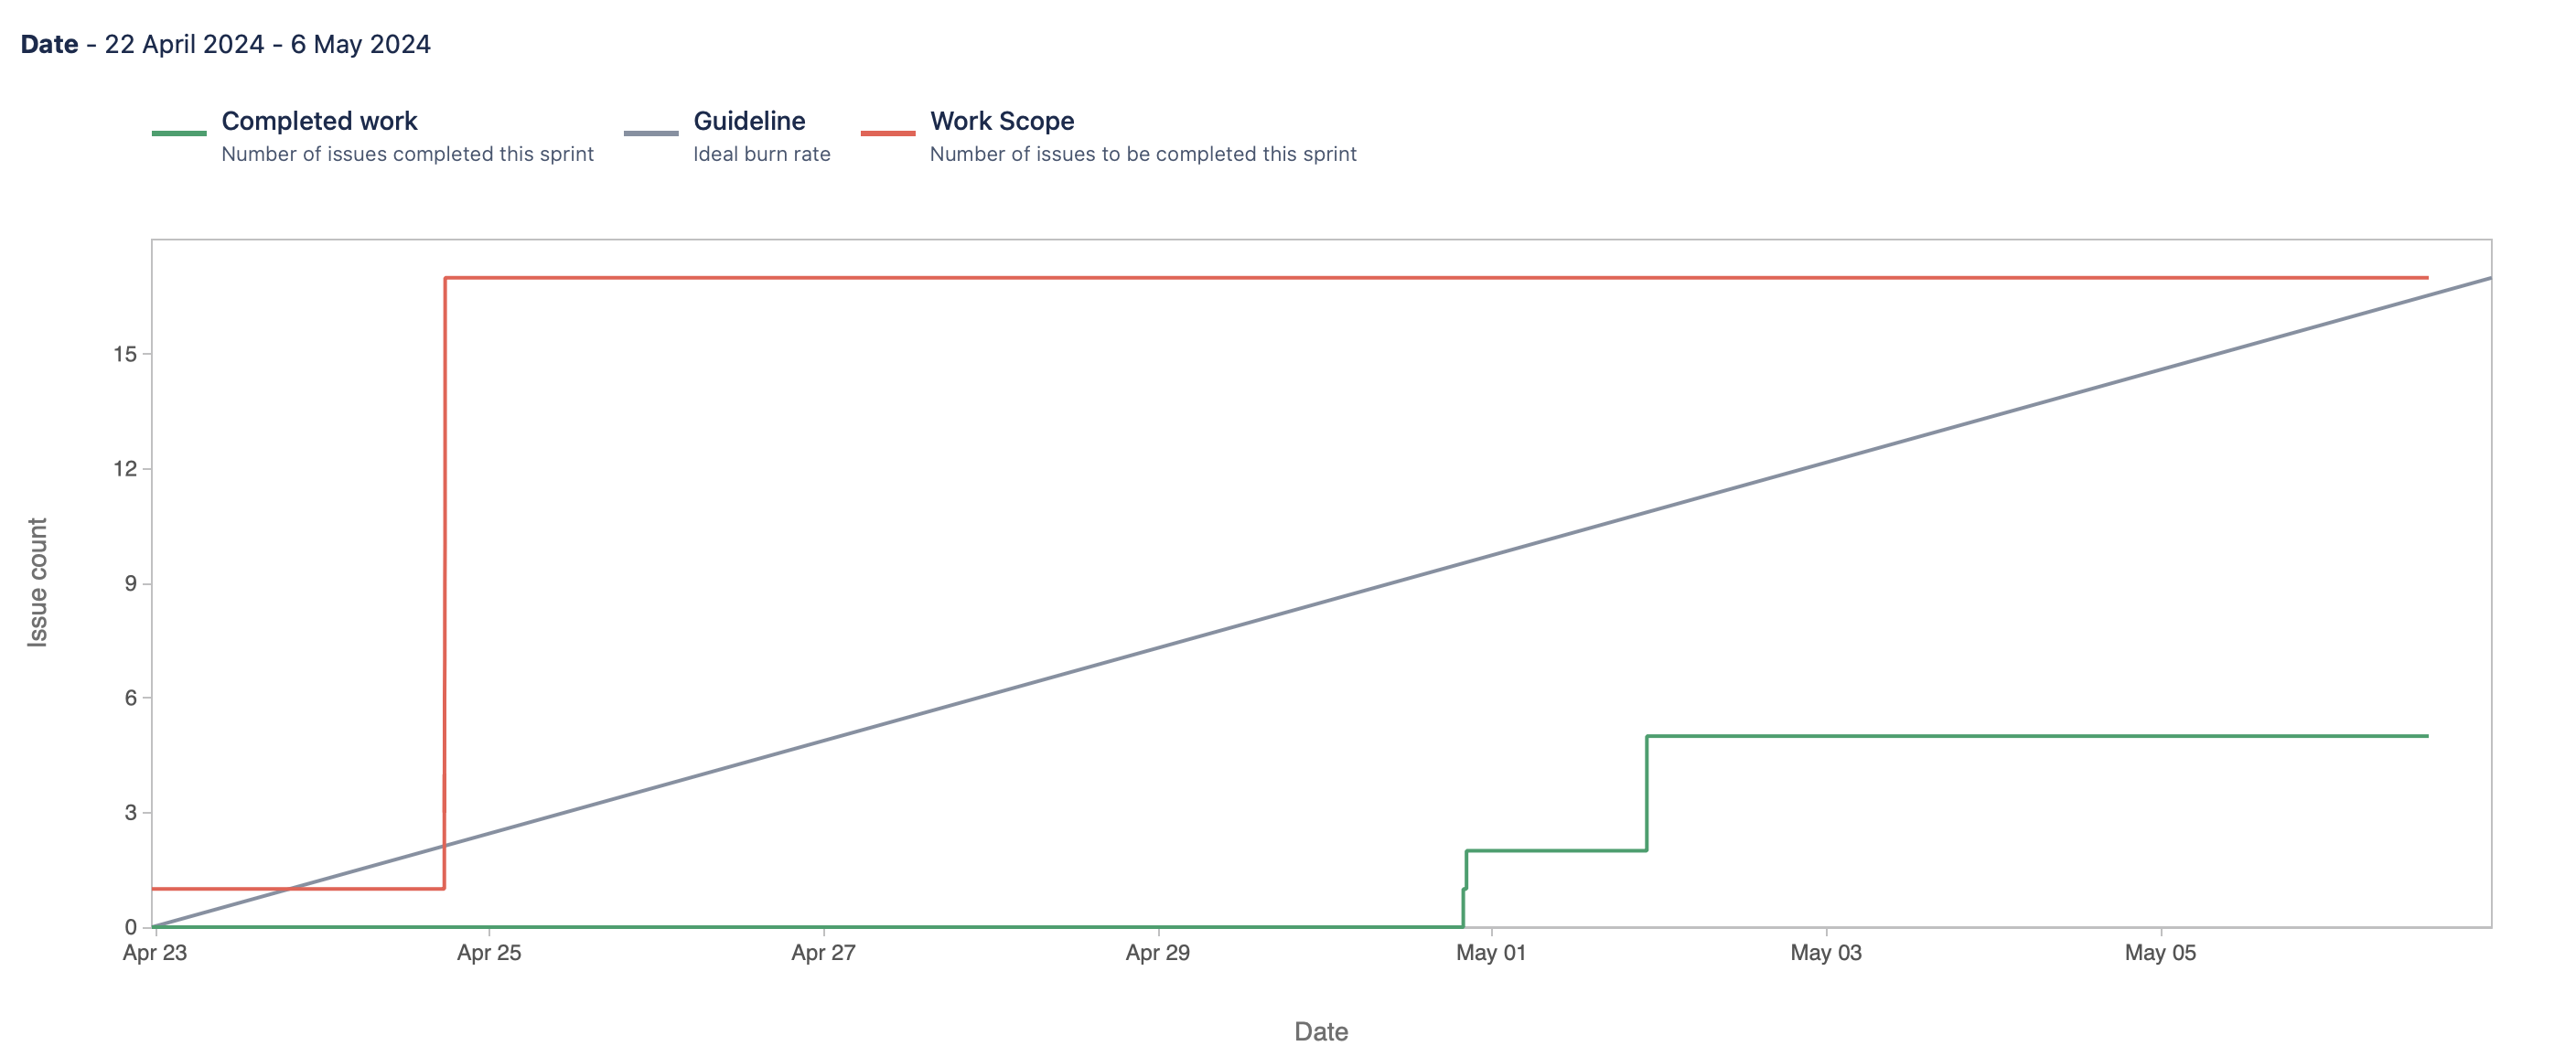 Date - 22 April 2024 - 6 May 2024
Completed work
Number of issues completed this sprint
Guideline
Ideal burn rate
Work Scope
Number of issues to be completed this sprint
Issue count
15
12
9
6
3
0
Apr 23 Apr 25 Apr 27 Apr 29 May 01 May 03 May 05
Date